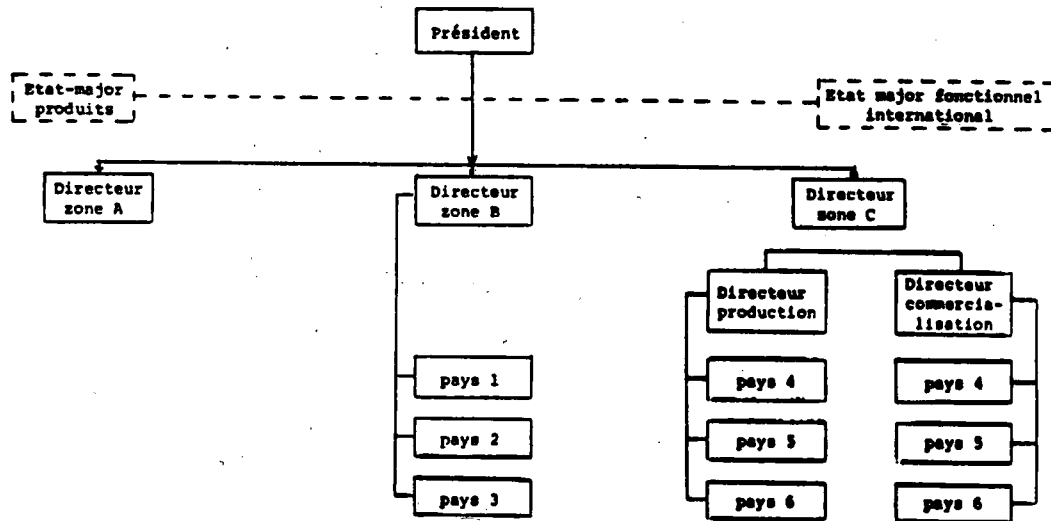 Président
Etat-major
produits
Etat major fonctionnel
international
Directeur
zone A
Directeur
zone B
Directeur
zone C
Directeur
production
Directeur
commercia-
lisation
pays 1
pays 2
pays 3
pays 4
pays 5
pays 6
pays 4
pays 5
pays 6